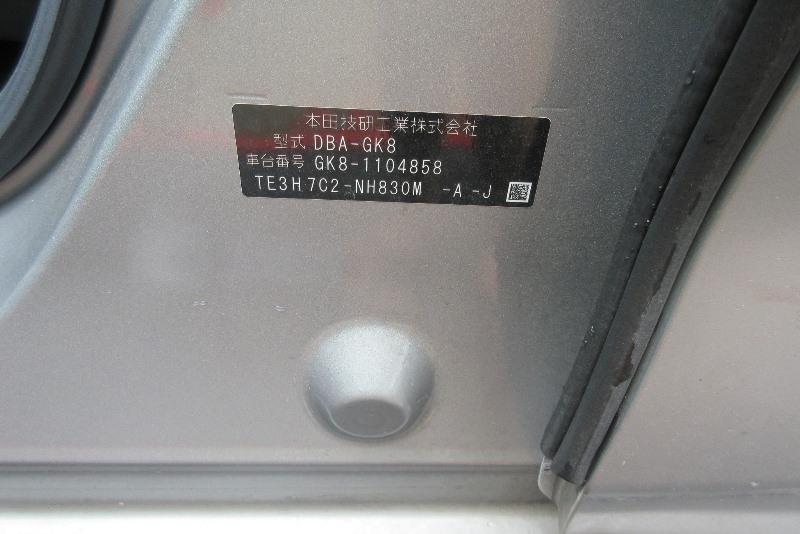 本田技研工業株式会社
型式 DBA-GK8
車台番号 GK8-1104858
TE3H7C2-NH830M -A -J